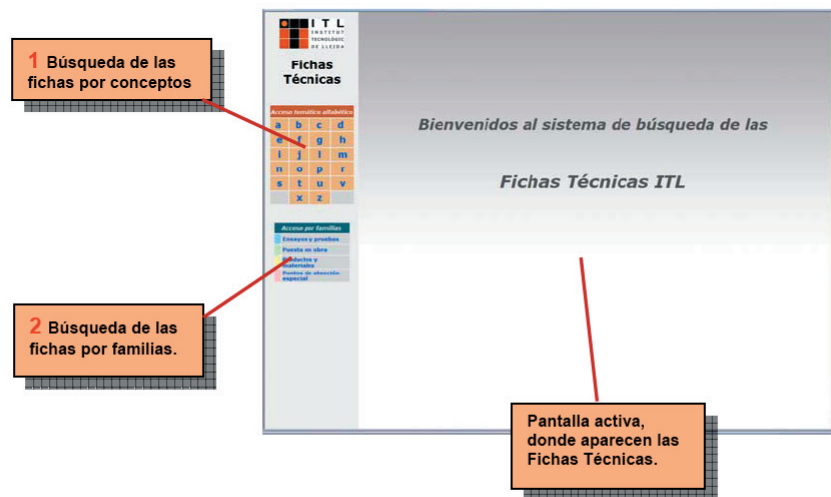 I T L
INSTITUT
TECNOLÒGIC
DE LLEIDA
Fichas
Técnicas
1 Búsqueda de las
fichas por conceptos
Acceso temático alfabético
a b c d
e f g h
i j l m
n o p r
s t u v
x z
Bienvenidos al sistema de búsqueda de las
Fichas Técnicas ITL
Acceso por familias
Ensayos y pruebas
Puesta en obra
Productos y
materiales
Puntos de atención
especial
2 Búsqueda de las
fichas por familias.
Pantalla activa,
donde aparecen las
Fichas Técnicas.